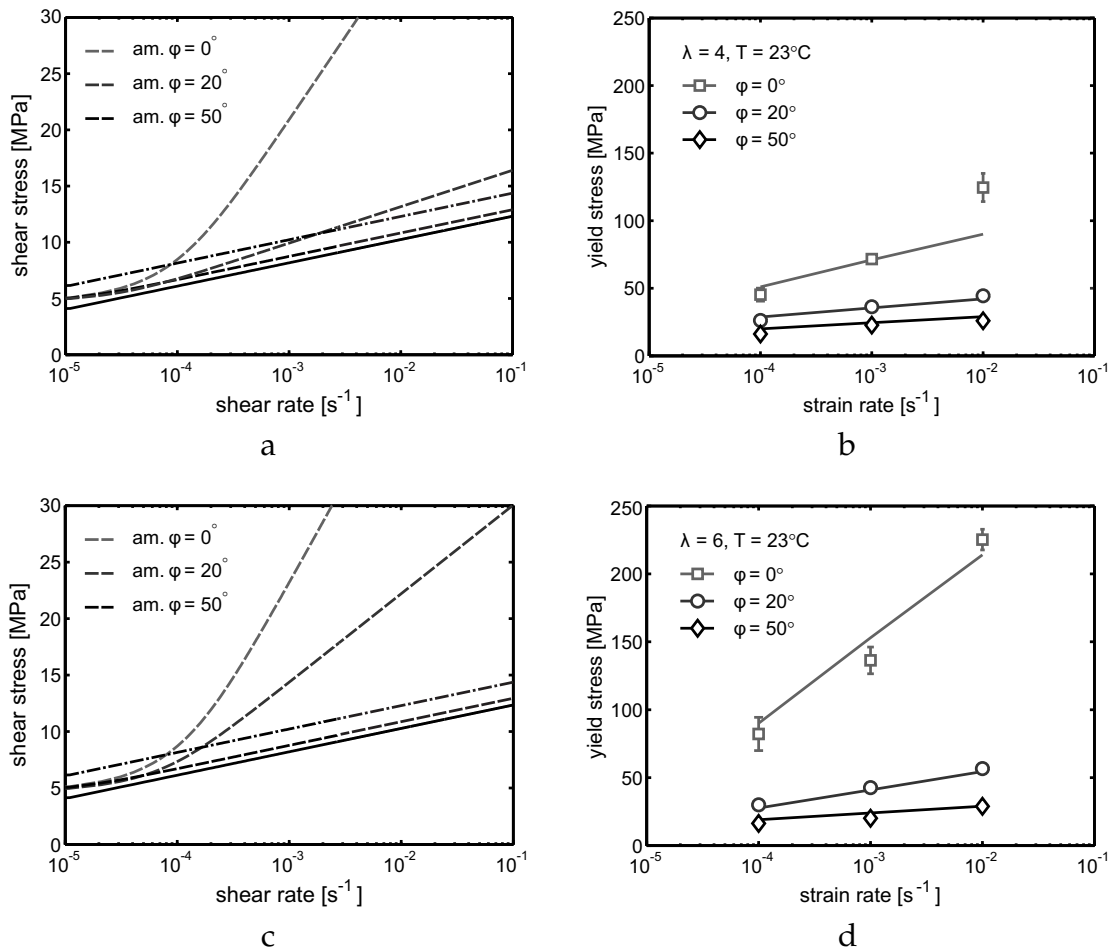 30
25
20
15
10
5
0
shear stress [MPa]
am. φ = 0°
am. φ = 20°
am. φ = 50°
10⁻⁵ 10⁻⁴ 10⁻³ 10⁻² 10⁻¹
shear rate [s⁻¹]
a
250
200
150
100
50
0
yield stress [MPa]
λ = 4, T = 23°C
φ = 0°
φ = 20°
φ = 50°
10⁻⁵ 10⁻⁴ 10⁻³ 10⁻² 10⁻¹
strain rate [s⁻¹]
b
30
25
20
15
10
5
0
shear stress [MPa]
am. φ = 0°
am. φ = 20°
am. φ = 50°
10⁻⁵ 10⁻⁴ 10⁻³ 10⁻² 10⁻¹
shear rate [s⁻¹]
c
250
200
150
100
50
0
yield stress [MPa]
λ = 6, T = 23°C
φ = 0°
φ = 20°
φ = 50°
10⁻⁵ 10⁻⁴ 10⁻³ 10⁻² 10⁻¹
strain rate [s⁻¹]
d